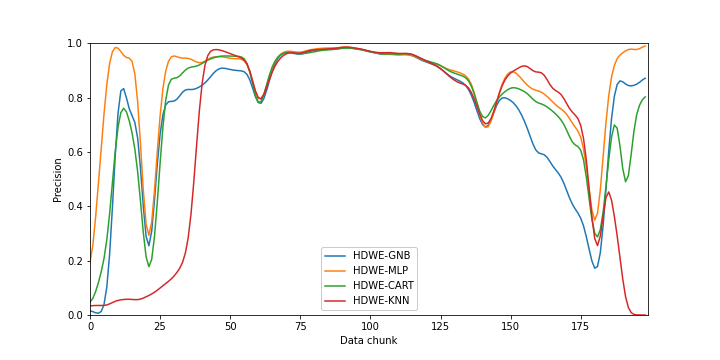 1.0
0.8
0.6
0.4
0.2
0.0
Precision
0 25 50 75 100 125 150 175
Data chunk
HDWE-GNB
HDWE-MLP
HDWE-CART
HDWE-KNN